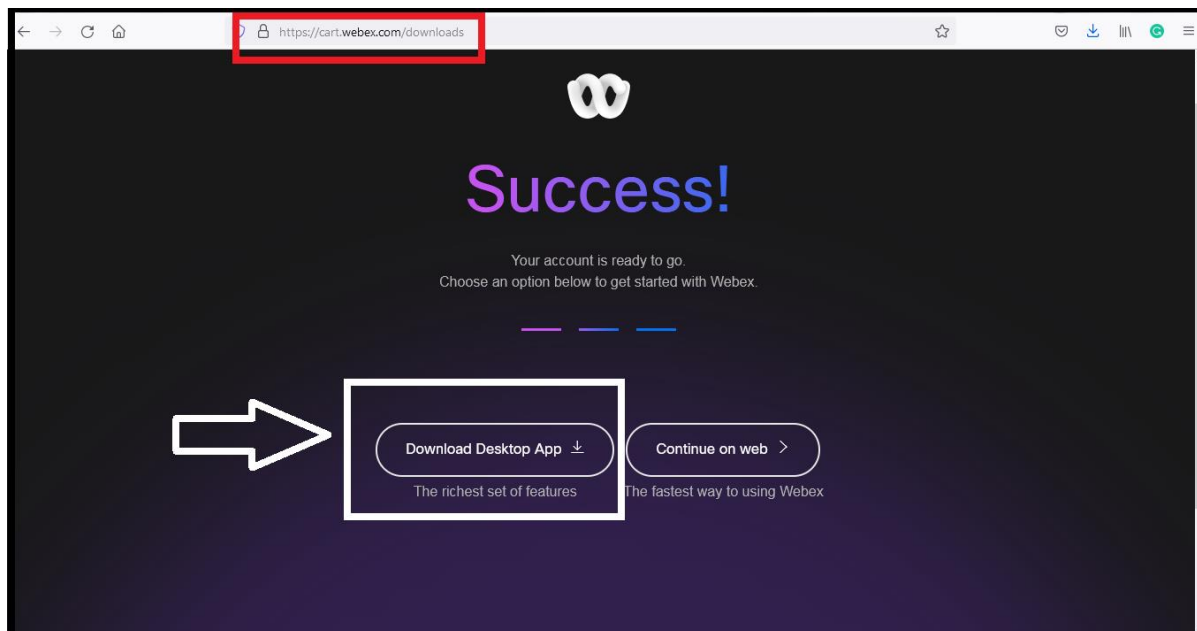 https://cart.webex.com/downloads
Success!
Your account is ready to go.
Choose an option below to get started with Webex.
Download Desktop App
Continue on web
The richest set of features
The fastest way to using Webex